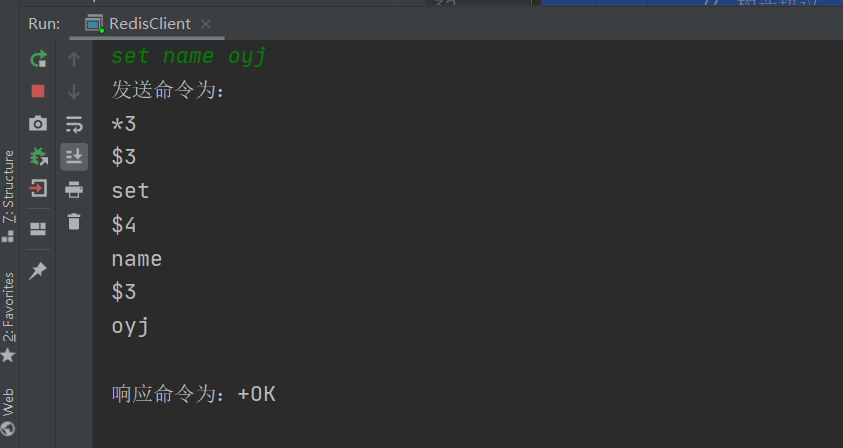 Run:
RedisClient
set name oyj
发送命令为:
*3
$3
set
$4
name
$3
oyj
响应命令为: +OK
7: Structure
2: Favorites
Web